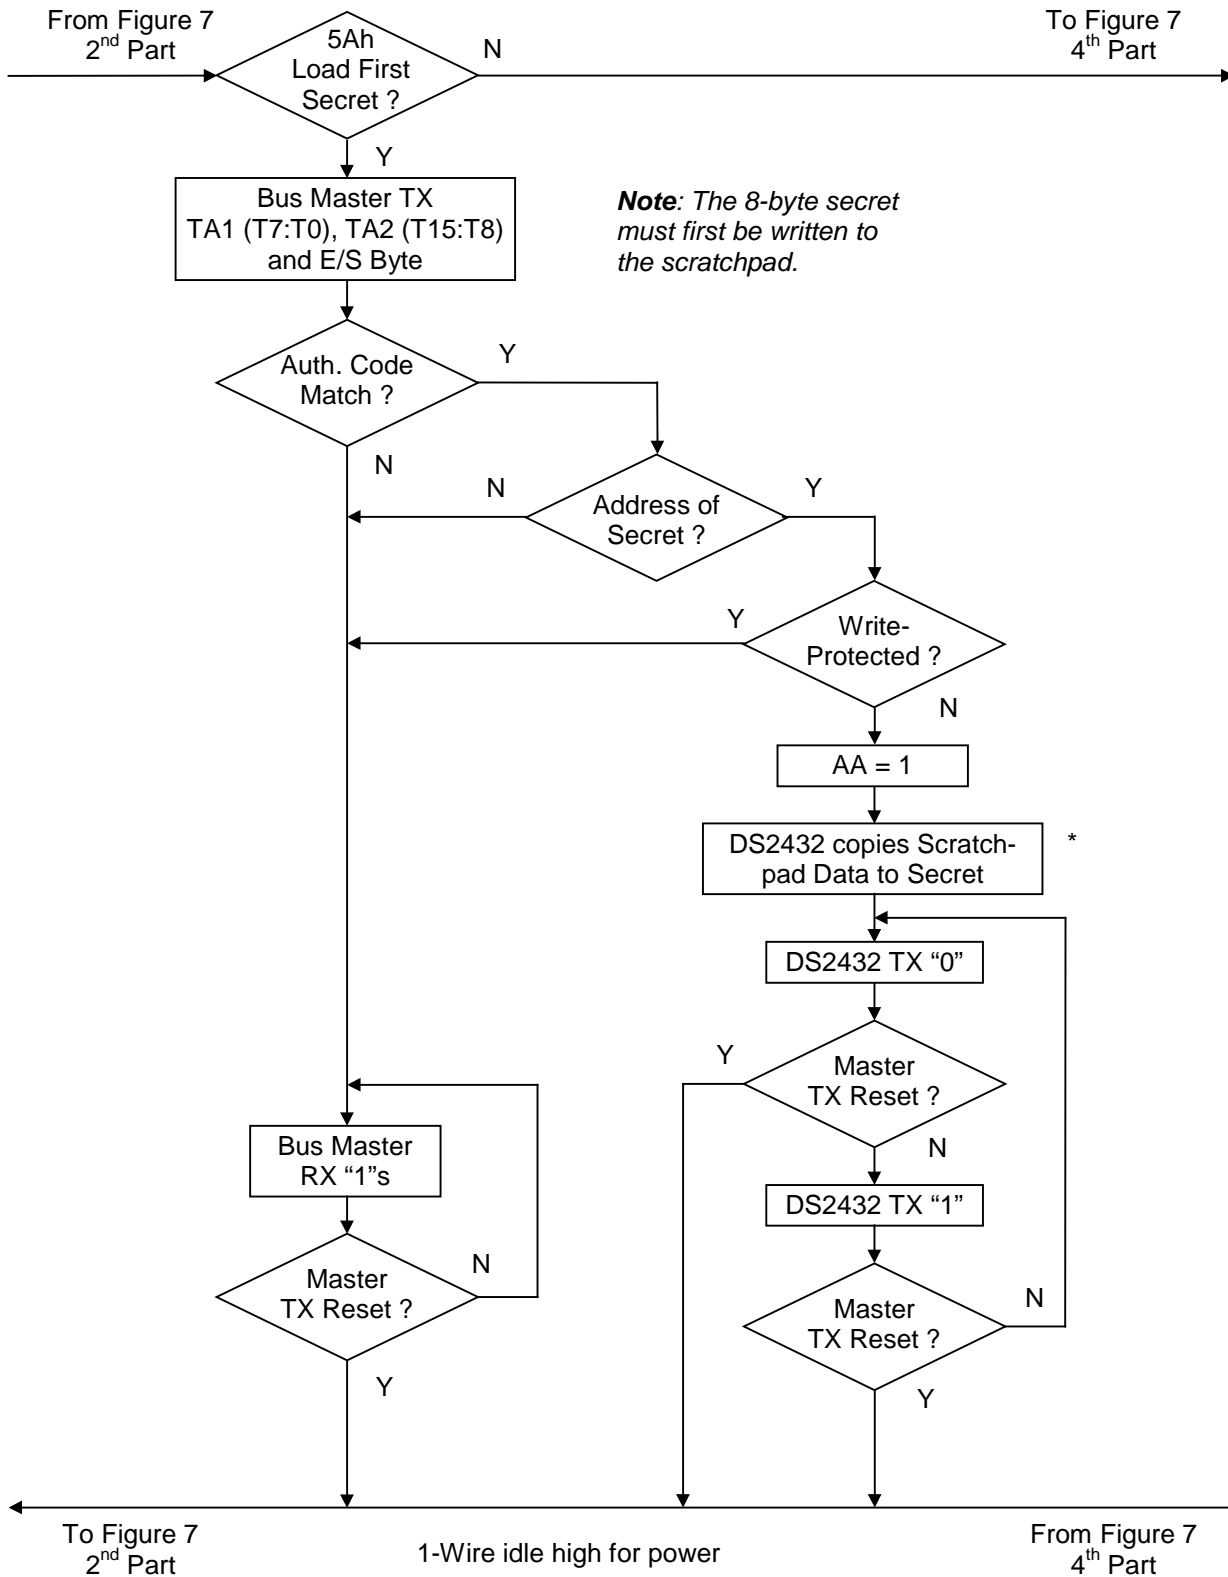 From Figure 7
2nd Part
5Ah
Load First
Secret ?
N
To Figure 7
4th Part
Y
Bus Master TX
TA1 (T7:T0), TA2 (T15:T8)
and E/S Byte
Note: The 8-byte secret
must first be written to
the scratchpad.
Auth. Code
Match ?
Y
N
Address of
Secret ?
N
Y
Write-
Protected ?
Y
N
AA = 1
DS2432 copies Scratch-
pad Data to Secret
*
DS2432 TX “0”
Master
TX Reset ?
Y
N
DS2432 TX “1”
Master
TX Reset ?
N
Y
Bus Master
RX “1”s
Master
TX Reset ?
N
Y
To Figure 7
2nd Part
1-Wire idle high for power
From Figure 7
4th Part